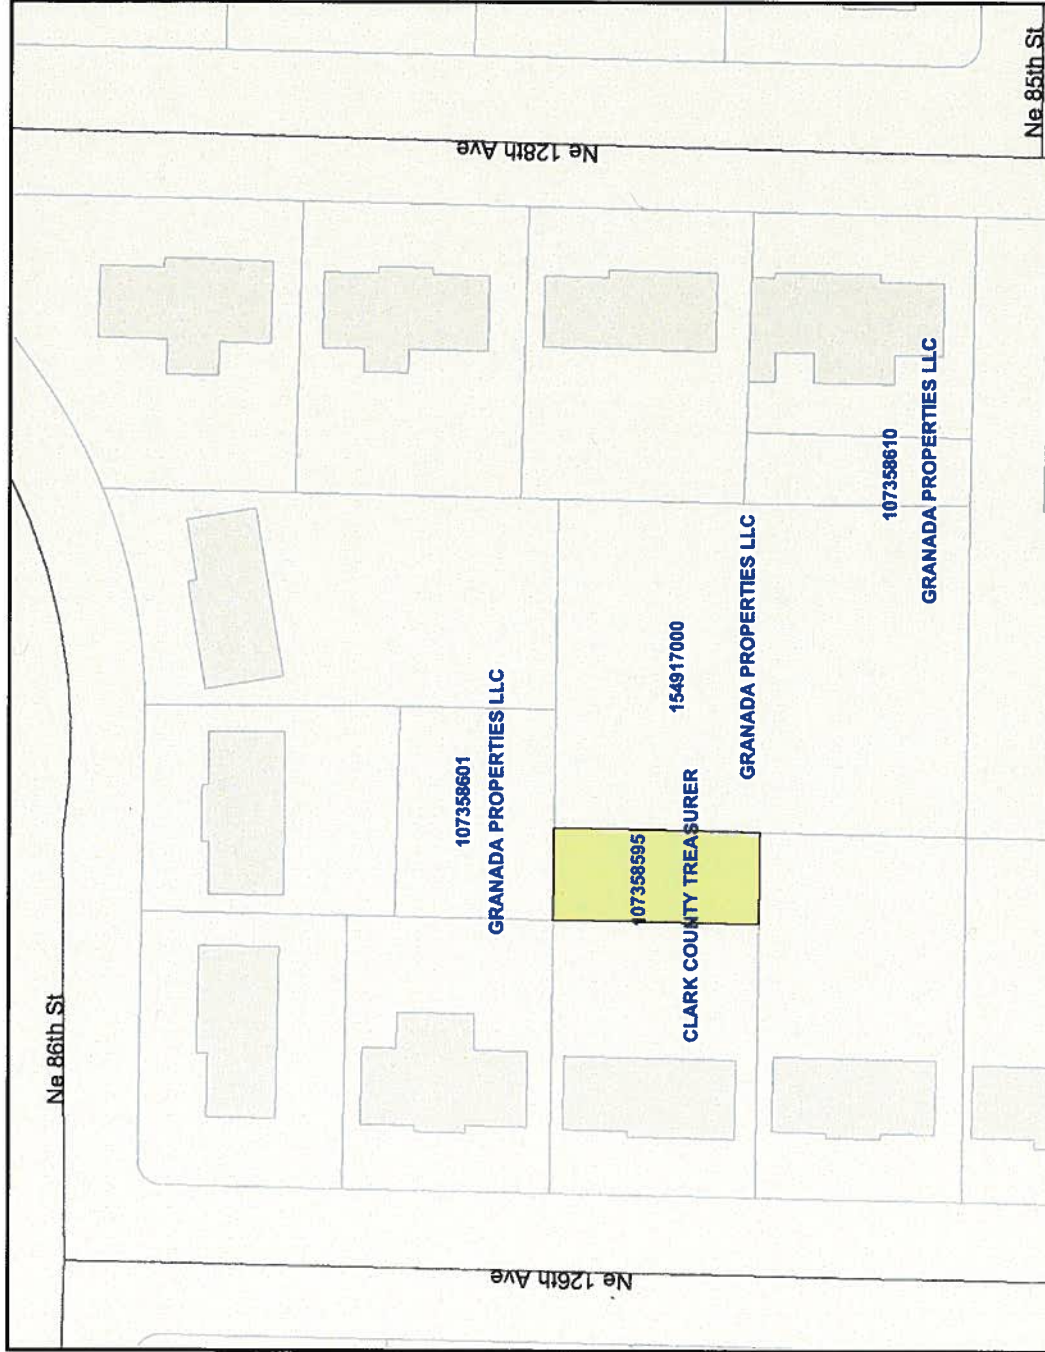 Ne 85th St
Ne 128th Ave
107358610
GRANADA PROPERTIES LLC
154917000
GRANADA PROPERTIES LLC
107358601
GRANADA PROPERTIES LLC
107358595
CLARK COUNTY TREASURER
Ne 86th St
Ne 126th Ave